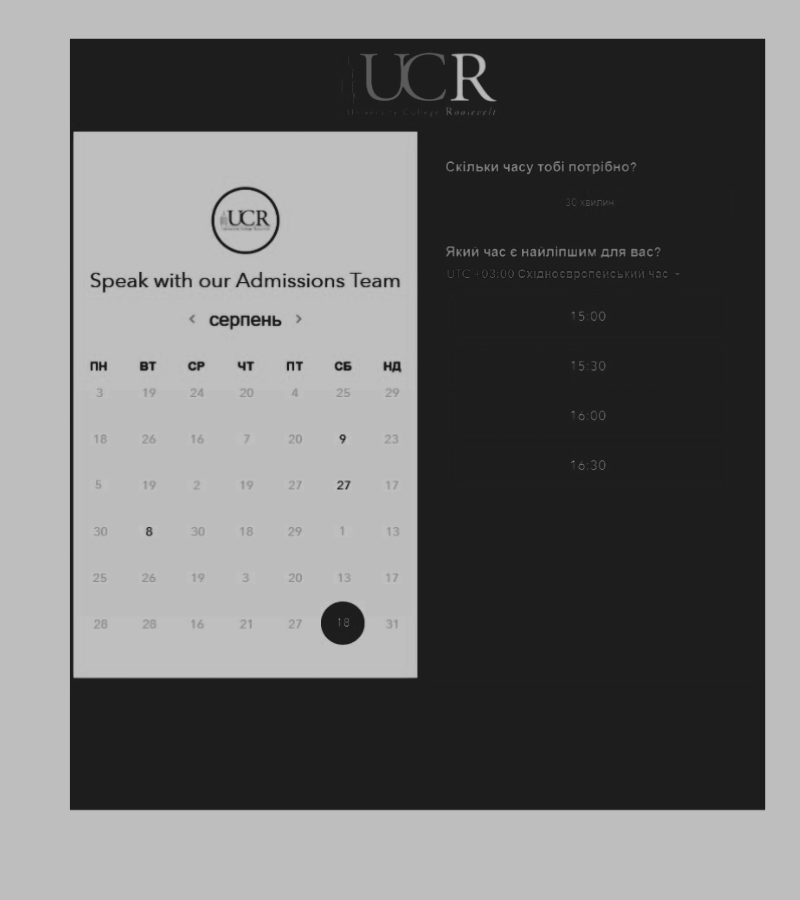 UCR
University College Roosevelt
UCR
Speak with our Admissions Team
< серпень >
ПН ВТ СР ЧТ ПТ СБ НД
3 19 24 20 4 25 29
18 26 16 7 20 9 23
5 19 2 19 27 27 17
30 8 30 18 29 1 13
25 26 19 3 20 13 17
28 28 16 21 27 18 31
Скільки часу тобі потрібно?
30 хвилин
Який час є найліпшим для вас?
UTC +03:00 Східноєвропейський час
15:00
15:30
16:00
16:30